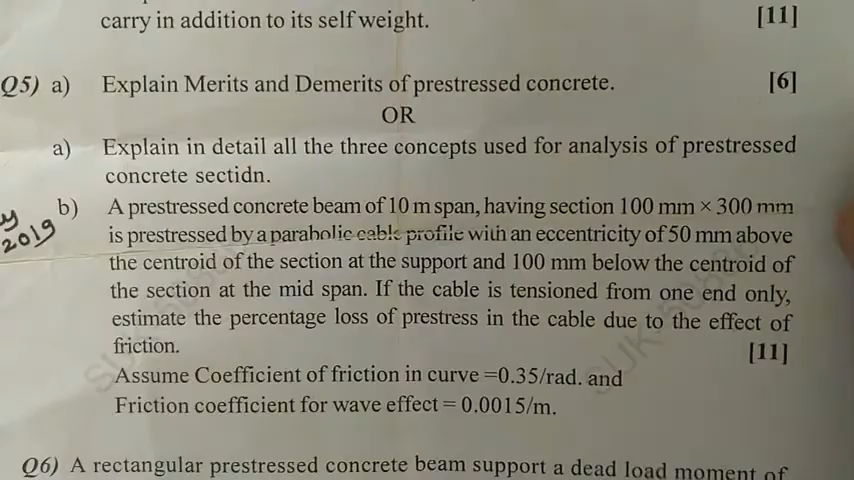 carry in addition to its self weight. [11]
Q5) a) Explain Merits and Demerits of prestressed concrete. [6]
OR
a) Explain in detail all the three concepts used for analysis of prestressed
concrete sectidn.
b) A prestressed concrete beam of 10 m span, having section 100 mm × 300 mm
y
2019
is prestressed by a parabolic cable profile with an eccentricity of 50 mm above
the centroid of the section at the support and 100 mm below the centroid of
the section at the mid span. If the cable is tensioned from one end only,
estimate the percentage loss of prestress in the cable due to the effect of
friction. [11]
Assume Coefficient of friction in curve =0.35/rad. and
Friction coefficient for wave effect = 0.0015/m.
Q6) A rectangular prestressed concrete beam support a dead load moment of